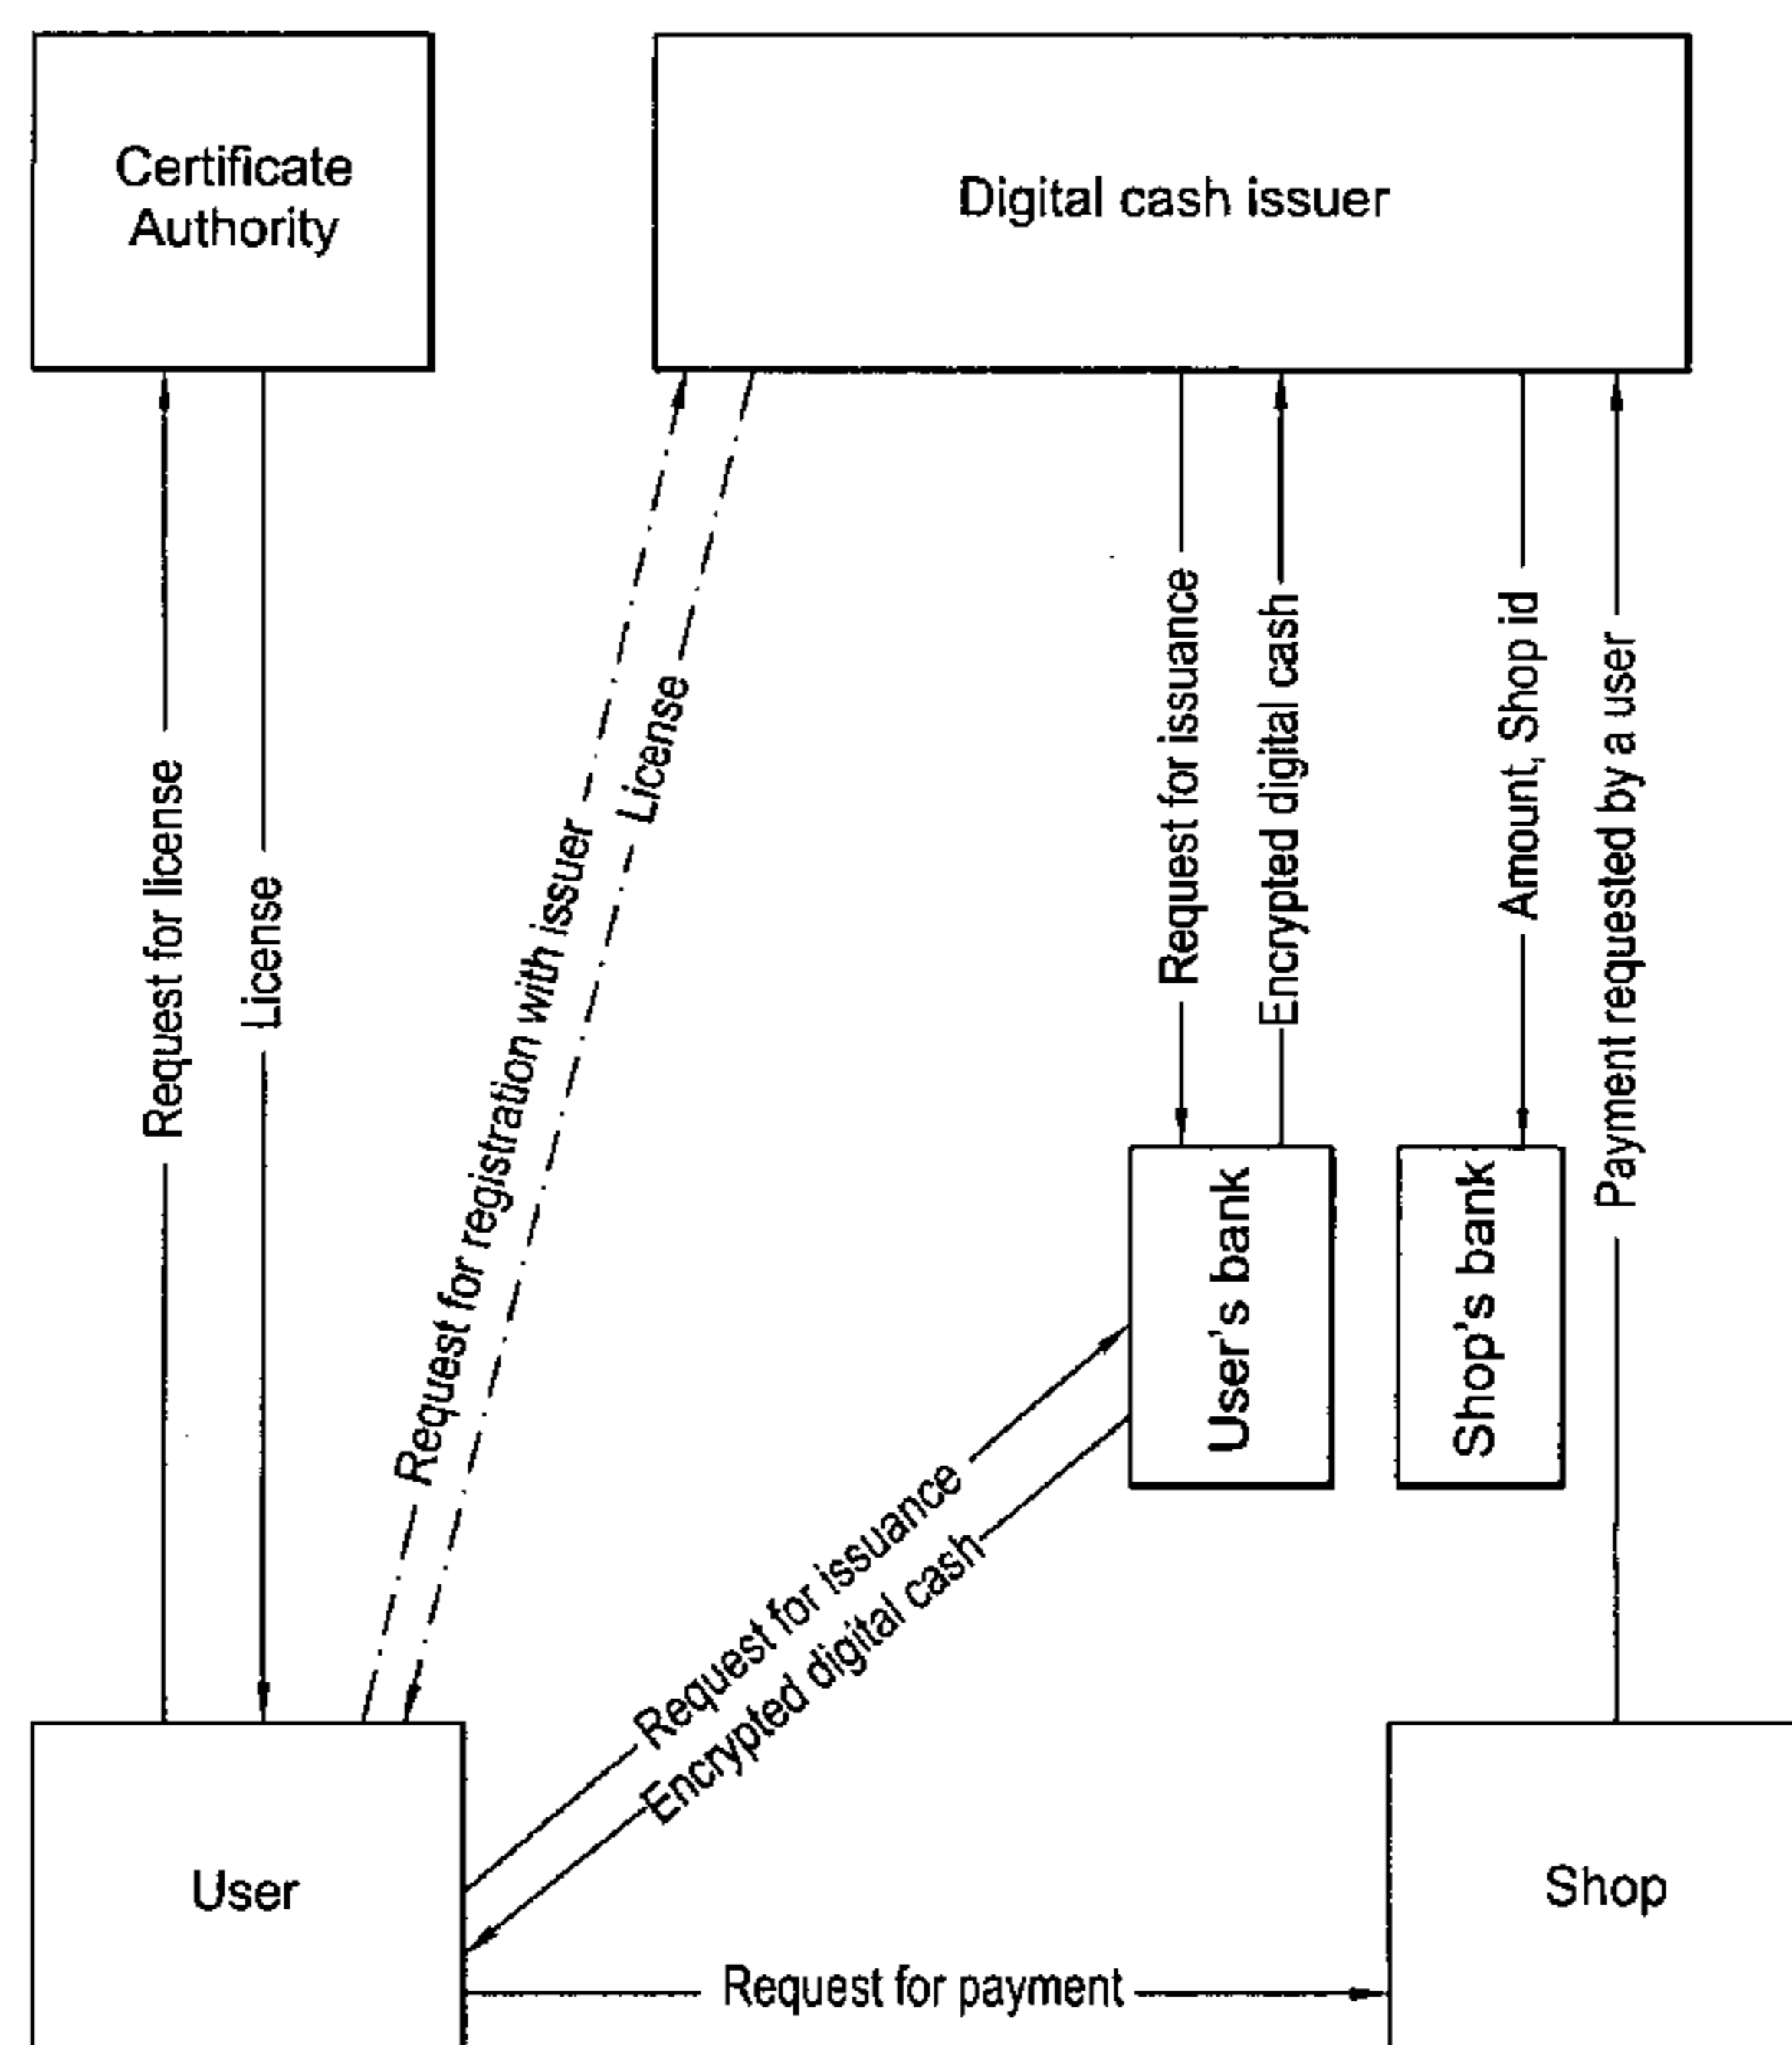 Certificate
Authority
Digital cash issuer
Request for license
License
Request for registration with issuer
License
Request for issuance
Encrypted digital cash
Amount, Shop id
Payment requested by a user
User's bank
Shop's bank
Request for issuance
Encrypted digital cash
User
Request for payment
Shop